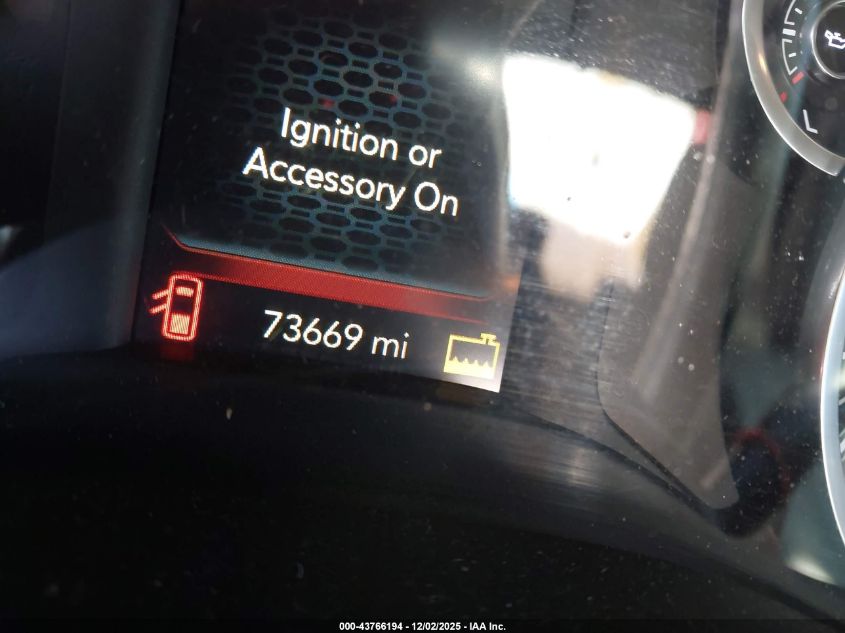 Ignition or
Accessory On
73669 mi
L
000-43766194 - 12/02/2025 - IAA Inc.